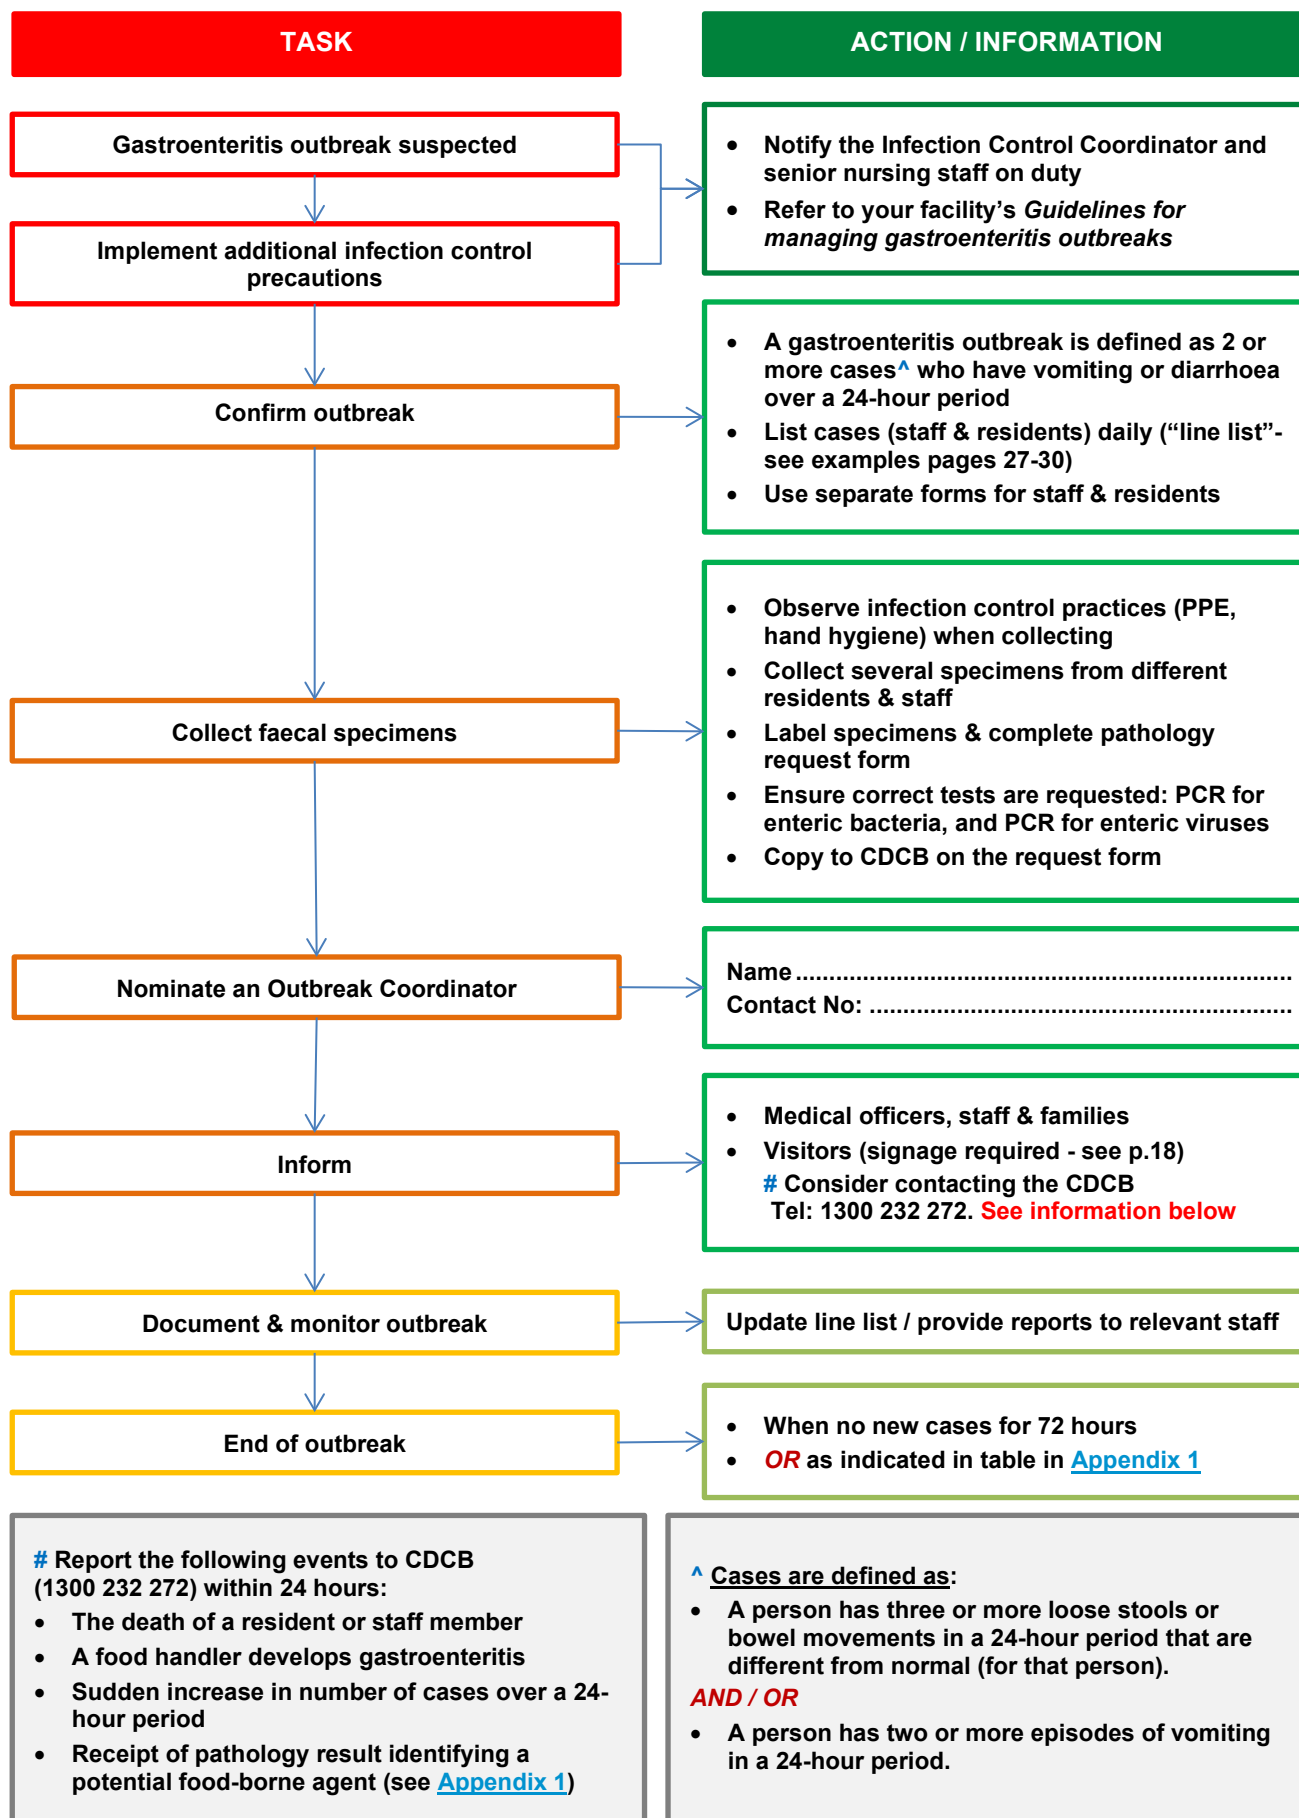 TASK
ACTION / INFORMATION
Gastroenteritis outbreak suspected
• Notify the Infection Control Coordinator and
senior nursing staff on duty
• Refer to your facility’s Guidelines for
managing gastroenteritis outbreaks
Implement additional infection control
precautions
Confirm outbreak
• A gastroenteritis outbreak is defined as 2 or
more cases^ who have vomiting or diarrhoea
over a 24-hour period
• List cases (staff & residents) daily (“line list”-
see examples pages 27-30)
• Use separate forms for staff & residents
Collect faecal specimens
• Observe infection control practices (PPE,
hand hygiene) when collecting
• Collect several specimens from different
residents & staff
• Label specimens & complete pathology
request form
• Ensure correct tests are requested: PCR for
enteric bacteria, and PCR for enteric viruses
• Copy to CDCB on the request form
Nominate an Outbreak Coordinator
Name ...........................................................................
Contact No: ................................................................
Inform
• Medical officers, staff & families
• Visitors (signage required - see p.18)
# Consider contacting the CDCB
Tel: 1300 232 272. See information below
Document & monitor outbreak
Update line list / provide reports to relevant staff
End of outbreak
• When no new cases for 72 hours
• OR as indicated in table in Appendix 1
# Report the following events to CDCB
(1300 232 272) within 24 hours:
• The death of a resident or staff member
• A food handler develops gastroenteritis
• Sudden increase in number of cases over a 24-
hour period
• Receipt of pathology result identifying a
potential food-borne agent (see Appendix 1)
^ Cases are defined as:
• A person has three or more loose stools or
bowel movements in a 24-hour period that are
different from normal (for that person).
AND / OR
• A person has two or more episodes of vomiting
in a 24-hour period.